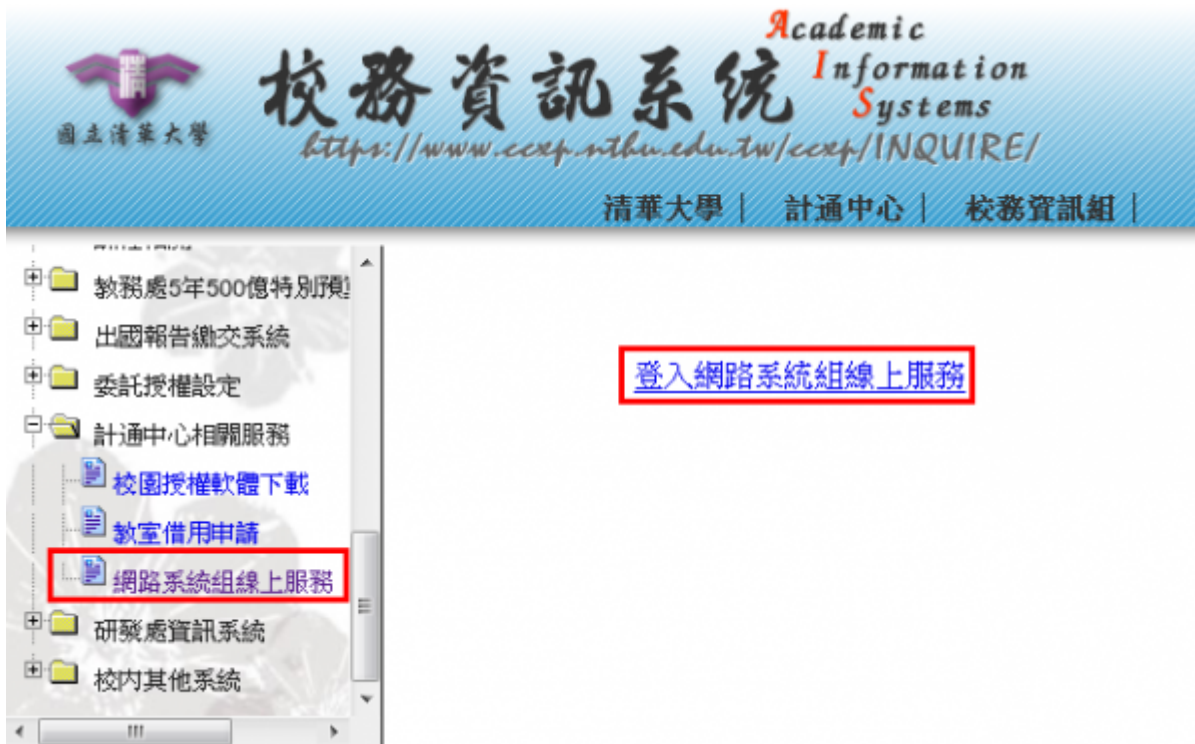 Academic
Information
Systems
校務資訊系統
國立清華大學
https://www.ccxp.nthu.edu.tw/ccxp/INQUIRE/
清華大學 | 計通中心 | 校務資訊組 |
教務處5年500億特別預
出國報告繳交系統
委託授權設定
計通中心相關服務
校園授權軟體下載
教室借用申請
網路系統組線上服務
研發處資訊系統
校內其他系統
登入網路系統組線上服務